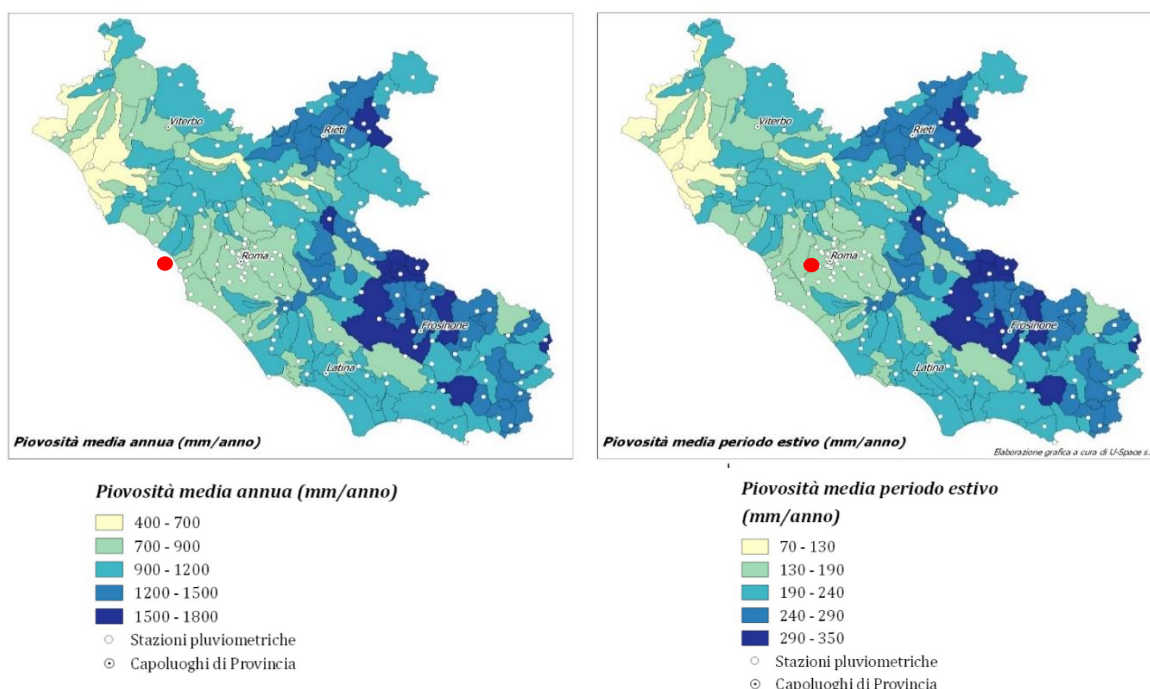 Viterbo
Rieti
Roma
Frosinone
Latina
Piovosità media annua (mm/anno)
Viterbo
Rieti
Roma
Frosinone
Latina
Piovosità media periodo estivo (mm/anno)
Elaborazione grafica a cura di U-Space s.
Piovosità media annua (mm/anno)
400 - 700
700 - 900
900 - 1200
1200 - 1500
1500 - 1800
Stazioni pluviometriche
Capoluoghi di Provincia
Piovosità media periodo estivo
(mm/anno)
70 - 130
130 - 190
190 - 240
240 - 290
290 - 350
Stazioni pluviometriche
Capoluoghi di Provincia